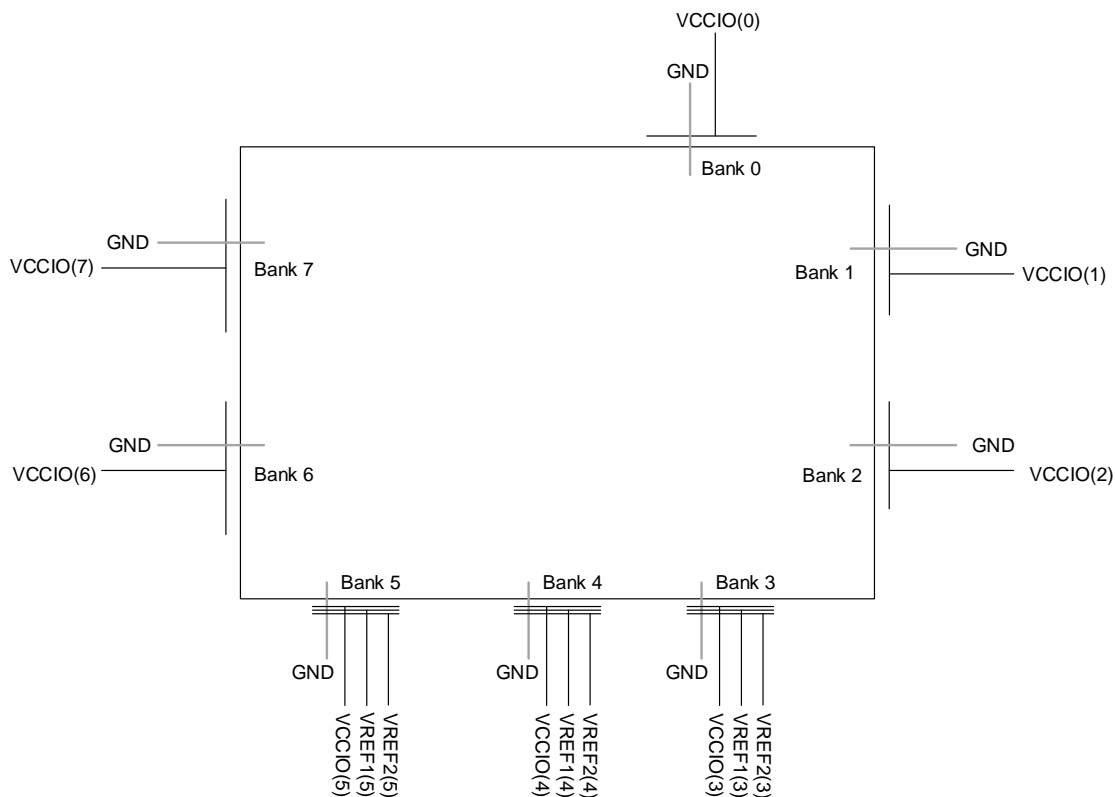 VCCIO(0)
GND
Bank 0
GND
VCCIO(7)
Bank 7
Bank 1
GND
VCCIO(1)
GND
VCCIO(6)
Bank 6
Bank 2
GND
VCCIO(2)
Bank 5
Bank 4
Bank 3
GND
GND
GND
VCCIO(5)
VREF1(5)
VREF2(5)
VCCIO(4)
VREF1(4)
VREF2(4)
VCCIO(3)
VREF1(3)
VREF2(3)